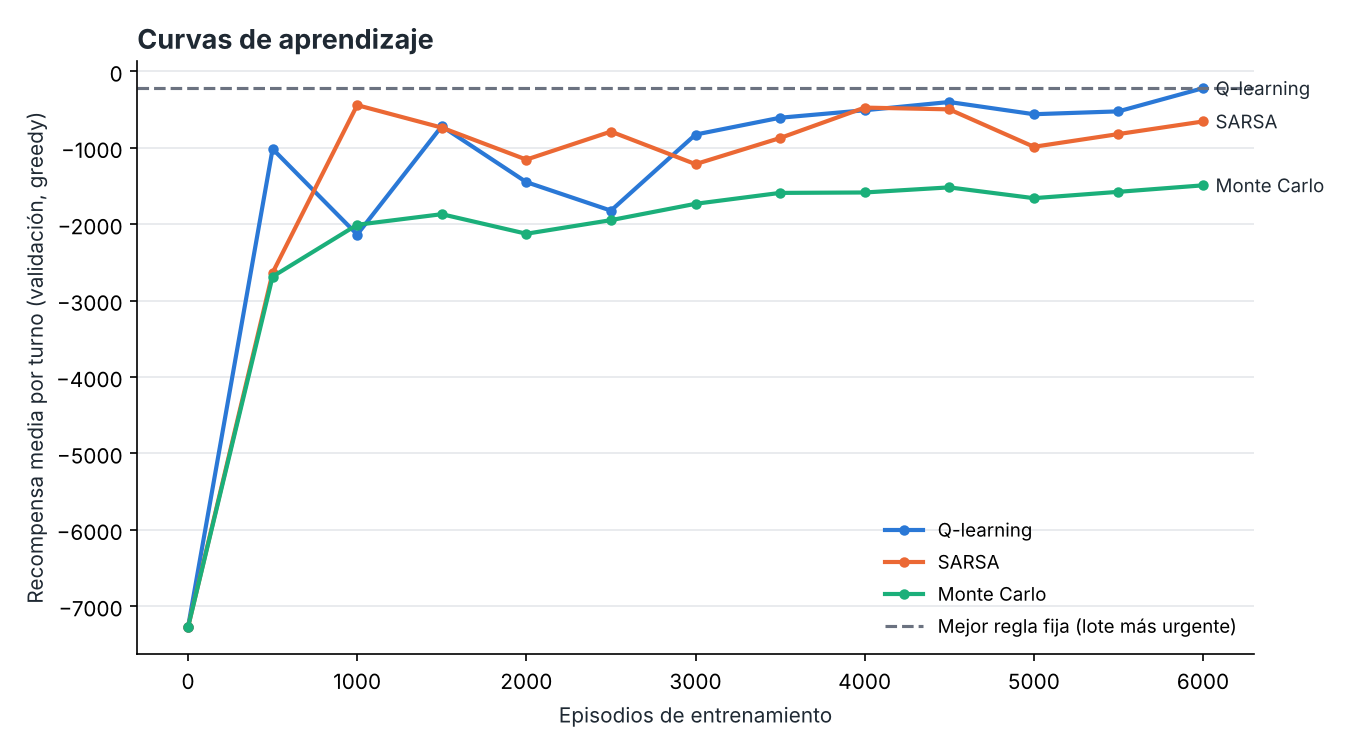 Curvas de aprendizaje
Recompensa media por turno (validación, greedy)
0
−1000
−2000
−3000
−4000
−5000
−6000
−7000
Q-learning
SARSA
Monte Carlo
Q-learning
SARSA
Monte Carlo
Mejor regla fija (lote más urgente)
0 1000 2000 3000 4000 5000 6000
Episodios de entrenamiento